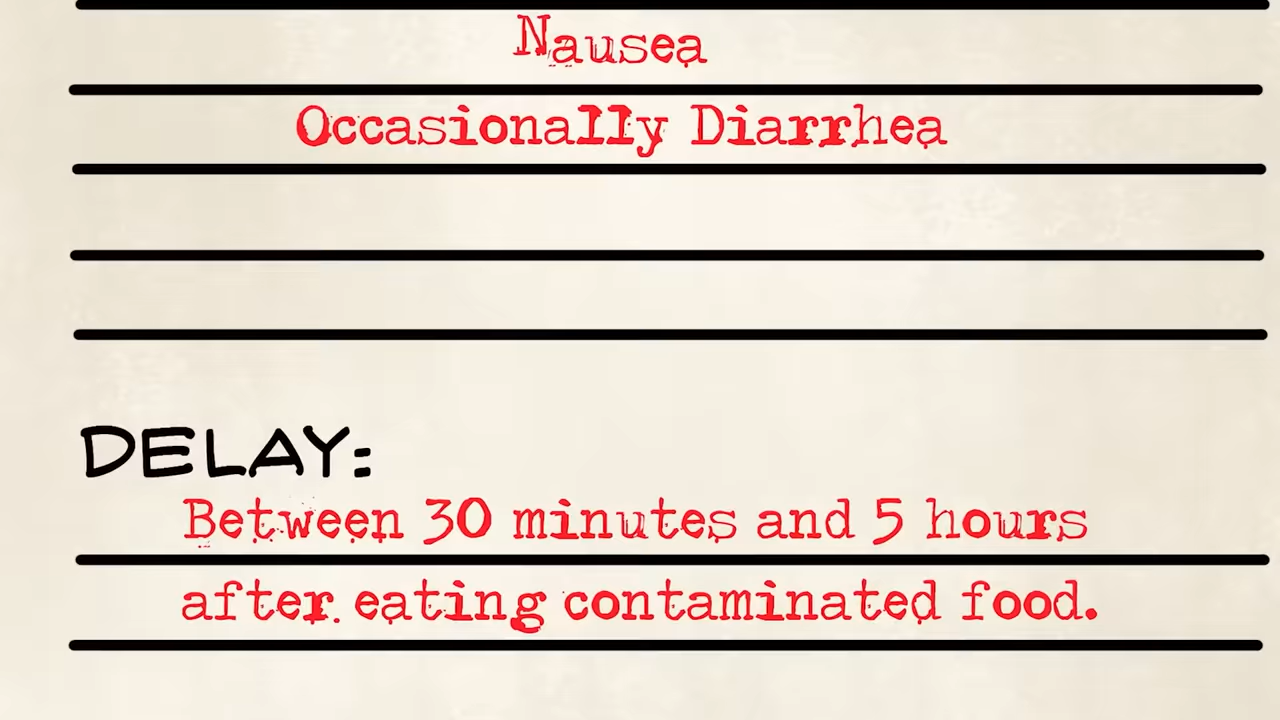 Nausea
Occasionally Diarrhea
DELAY:
Between 30 minutes and 5 hours
after eating contaminated food.